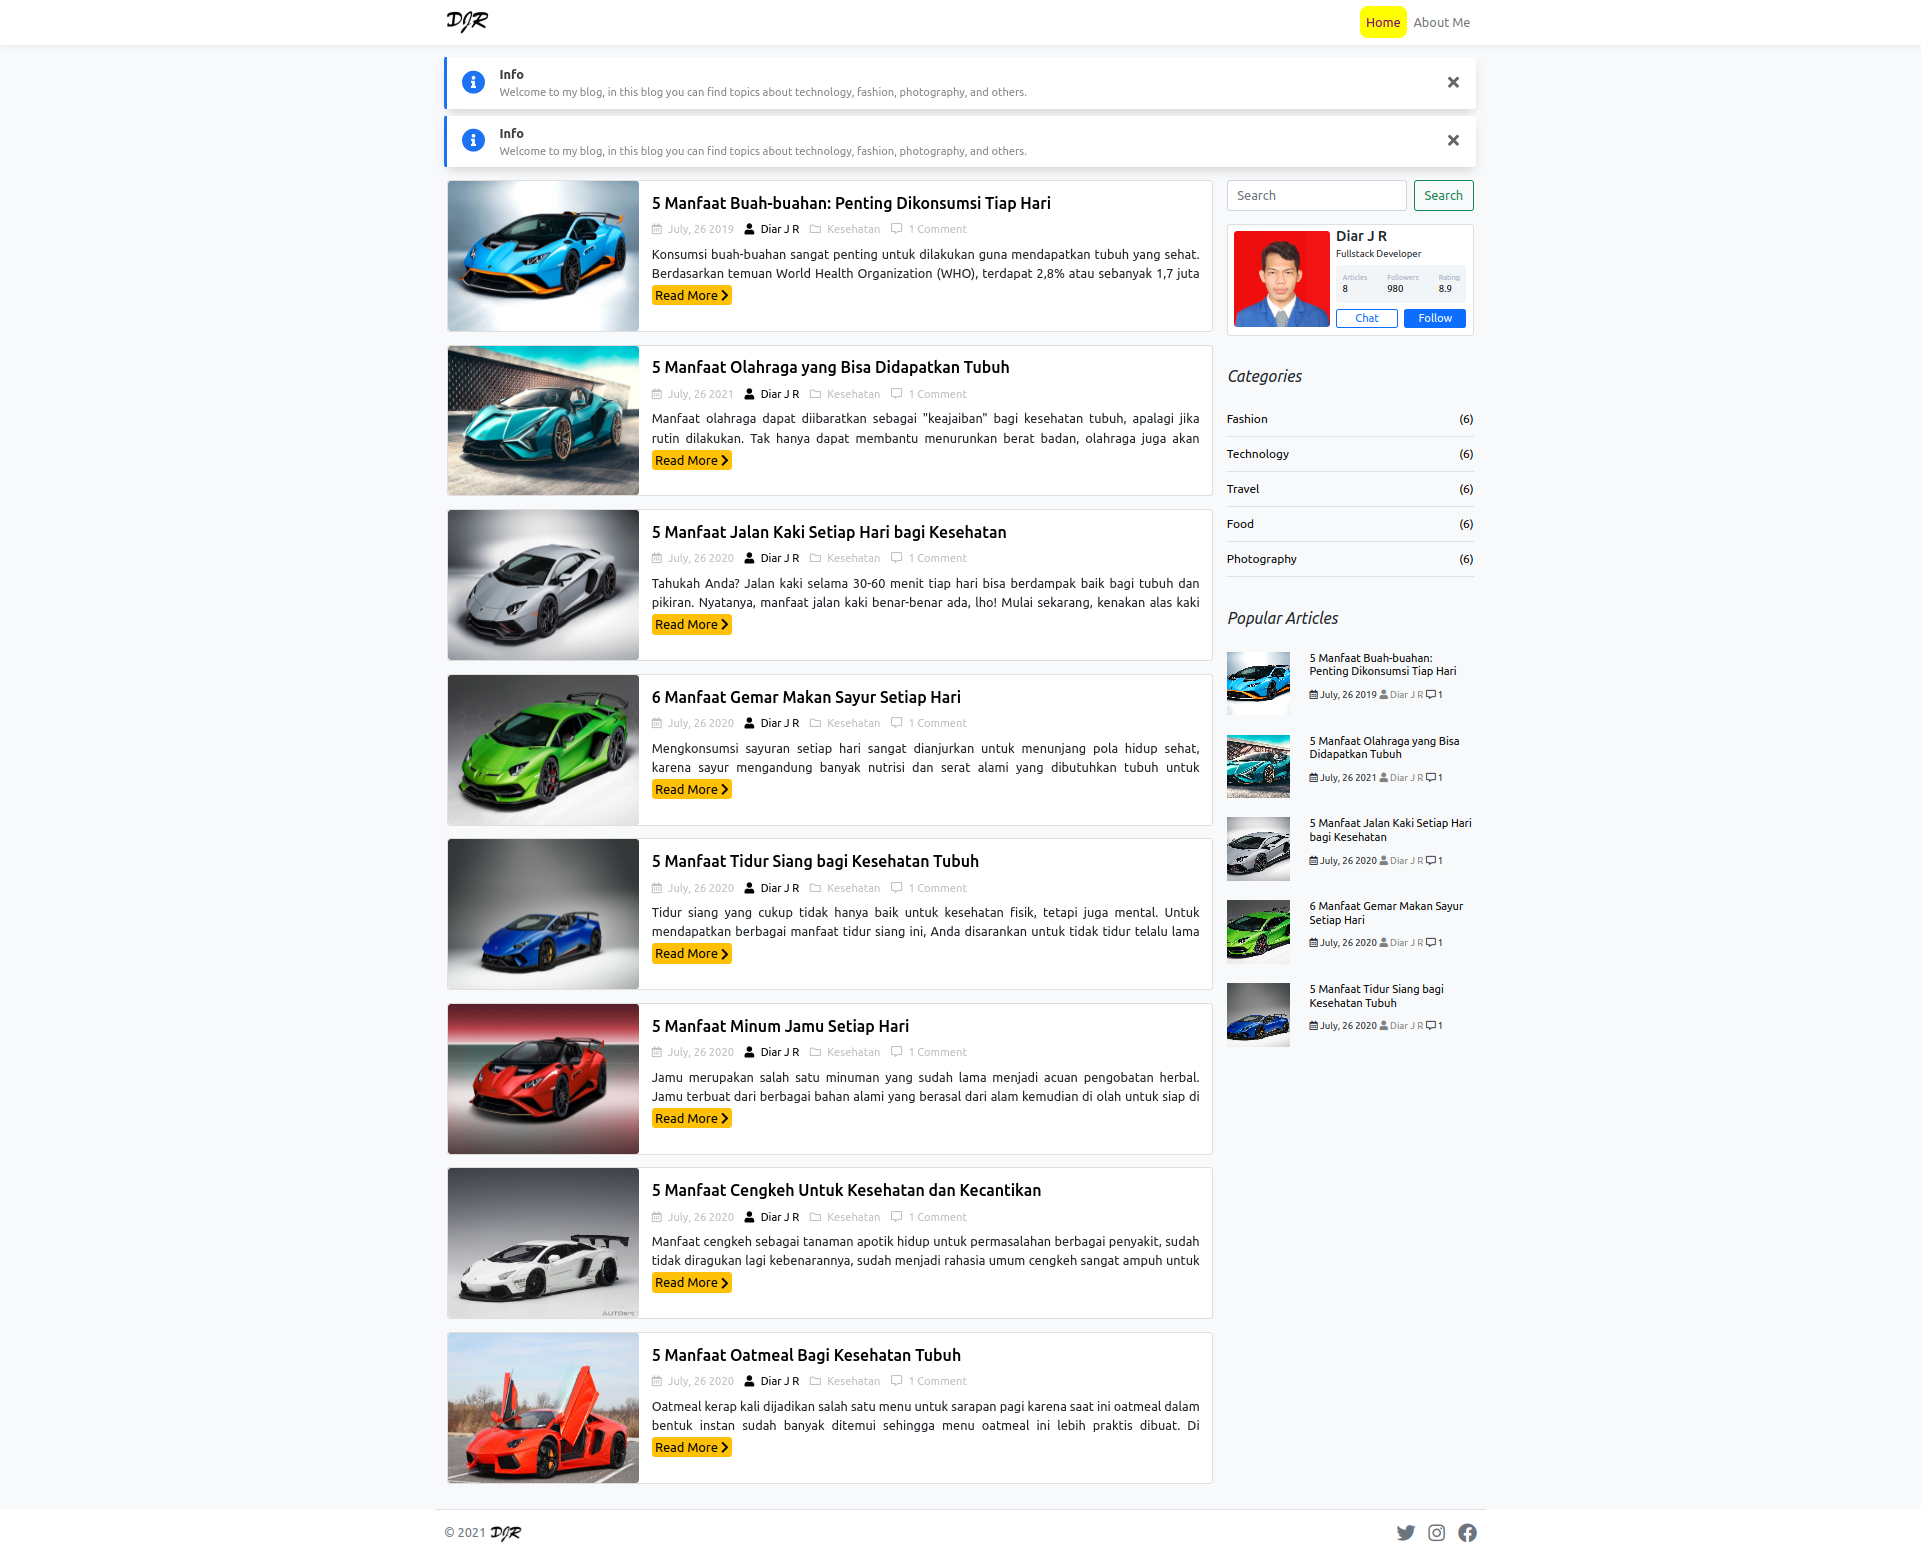 DJR
Home About Me
Info
Welcome to my blog, in this blog you can find topics about technology, fashion, photography, and others.
Info
Welcome to my blog, in this blog you can find topics about technology, fashion, photography, and others.
5 Manfaat Buah-buahan: Penting Dikonsumsi Tiap Hari
July, 26 2019 Diar J R Kesehatan 1 Comment
Konsumsi buah-buahan sangat penting untuk dilakukan guna mendapatkan tubuh yang sehat.
Berdasarkan temuan World Health Organization (WHO), terdapat 2,8% atau sebanyak 1,7 juta
Read More
5 Manfaat Olahraga yang Bisa Didapatkan Tubuh
July, 26 2021 Diar J R Kesehatan 1 Comment
Manfaat olahraga dapat diibaratkan sebagai "keajaiban" bagi kesehatan tubuh, apalagi jika
rutin dilakukan. Tak hanya dapat membantu menurunkan berat badan, olahraga juga akan
Read More
5 Manfaat Jalan Kaki Setiap Hari bagi Kesehatan
July, 26 2020 Diar J R Kesehatan 1 Comment
Tahukah Anda? Jalan kaki selama 30-60 menit tiap hari bisa berdampak baik bagi tubuh dan
pikiran. Nyatanya, manfaat jalan kaki benar-benar ada, lho! Mulai sekarang, kenakan alas kaki
Read More
6 Manfaat Gemar Makan Sayur Setiap Hari
July, 26 2020 Diar J R Kesehatan 1 Comment
Mengkonsumsi sayuran setiap hari sangat dianjurkan untuk menunjang pola hidup sehat,
karena sayur mengandung banyak nutrisi dan serat alami yang dibutuhkan tubuh untuk
Read More
5 Manfaat Tidur Siang bagi Kesehatan Tubuh
July, 26 2020 Diar J R Kesehatan 1 Comment
Tidur siang yang cukup tidak hanya baik untuk kesehatan fisik, tetapi juga mental. Untuk
mendapatkan berbagai manfaat tidur siang ini, Anda disarankan untuk tidak tidur telalu lama
Read More
5 Manfaat Minum Jamu Setiap Hari
July, 26 2020 Diar J R Kesehatan 1 Comment
Jamu merupakan salah satu minuman yang sudah lama menjadi acuan pengobatan herbal.
Jamu terbuat dari berbagai bahan alami yang berasal dari alam kemudian di olah untuk siap di
Read More
5 Manfaat Cengkeh Untuk Kesehatan dan Kecantikan
July, 26 2020 Diar J R Kesehatan 1 Comment
Manfaat cengkeh sebagai tanaman apotik hidup untuk permasalahan berbagai penyakit, sudah
tidak diragukan lagi kebenarannya, sudah menjadi rahasia umum cengkeh sangat ampuh untuk
Read More
5 Manfaat Oatmeal Bagi Kesehatan Tubuh
July, 26 2020 Diar J R Kesehatan 1 Comment
Oatmeal kerap kali dijadikan salah satu menu untuk sarapan pagi karena saat ini oatmeal dalam
bentuk instan sudah banyak ditemui sehingga menu oatmeal ini lebih praktis dibuat. Di
Read More
Search Search
Diar J R
Fullstack Developer
Articles Followers Rating
8 980 8.9
Chat Follow
Categories
Fashion (6)
Technology (6)
Travel (6)
Food (6)
Photography (6)
Popular Articles
5 Manfaat Buah-buahan:
Penting Dikonsumsi Tiap Hari
July, 26 2019 Diar J R 1
5 Manfaat Olahraga yang Bisa
Didapatkan Tubuh
July, 26 2021 Diar J R 1
5 Manfaat Jalan Kaki Setiap Hari
bagi Kesehatan
July, 26 2020 Diar J R 1
6 Manfaat Gemar Makan Sayur
Setiap Hari
July, 26 2020 Diar J R 1
5 Manfaat Tidur Siang bagi
Kesehatan Tubuh
July, 26 2020 Diar J R 1
© 2021 DJR